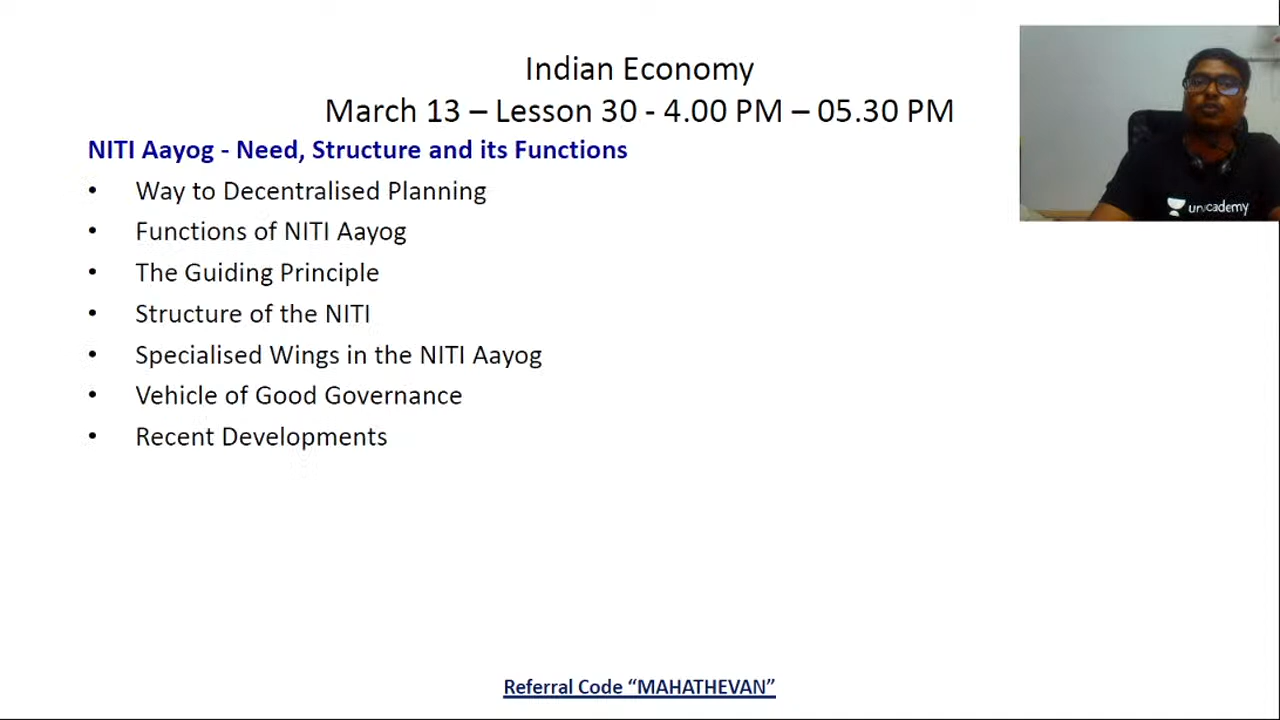 Indian Economy
March 13 – Lesson 30 - 4.00 PM – 05.30 PM
NITI Aayog - Need, Structure and its Functions
• Way to Decentralised Planning
• Functions of NITI Aayog
• The Guiding Principle
• Structure of the NITI
• Specialised Wings in the NITI Aayog
• Vehicle of Good Governance
• Recent Developments
unacademy
Referral Code “MAHATHEVAN”